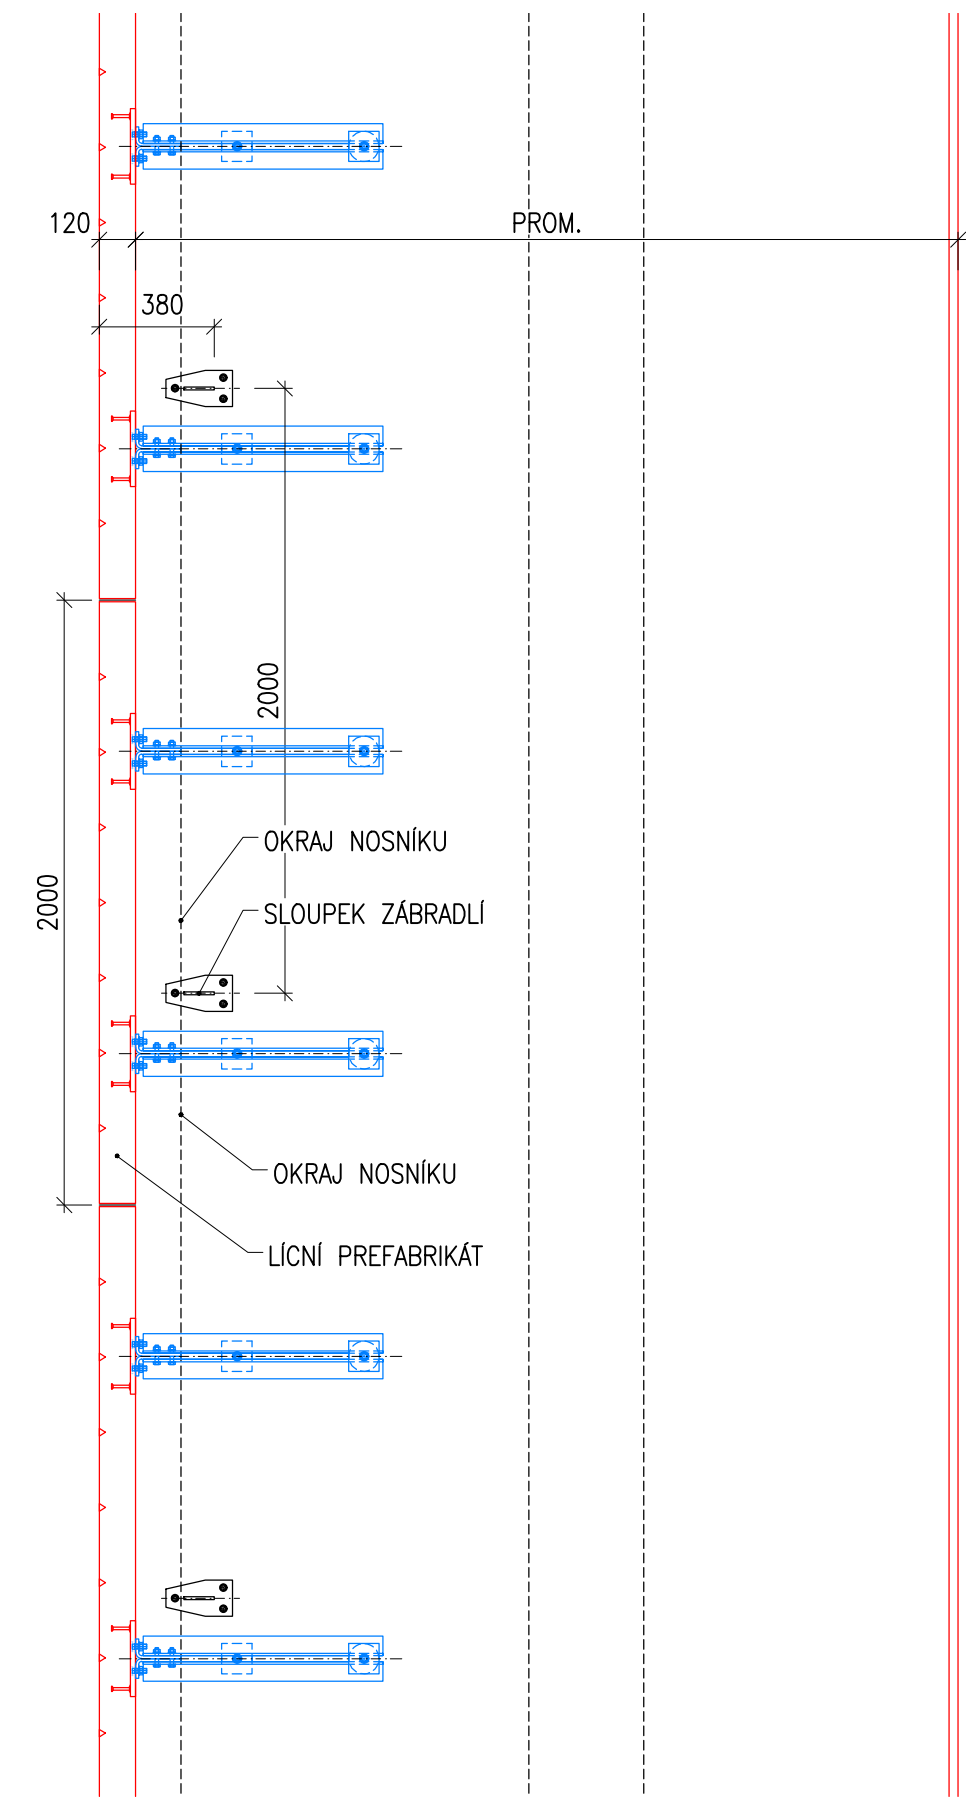 120
PROM.
380
2000
OKRAJ NOSNÍKU
2000
SLOUPEK ZÁBRADLÍ
OKRAJ NOSNÍKU
LÍCNÍ PREFABRIKÁT